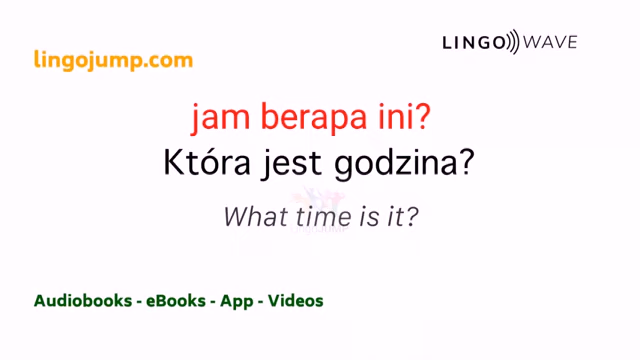 lingojump.com
LINGO WAVE
jam berapa ini?
Która jest godzina?
What time is it?
Audiobooks - eBooks - App - Videos